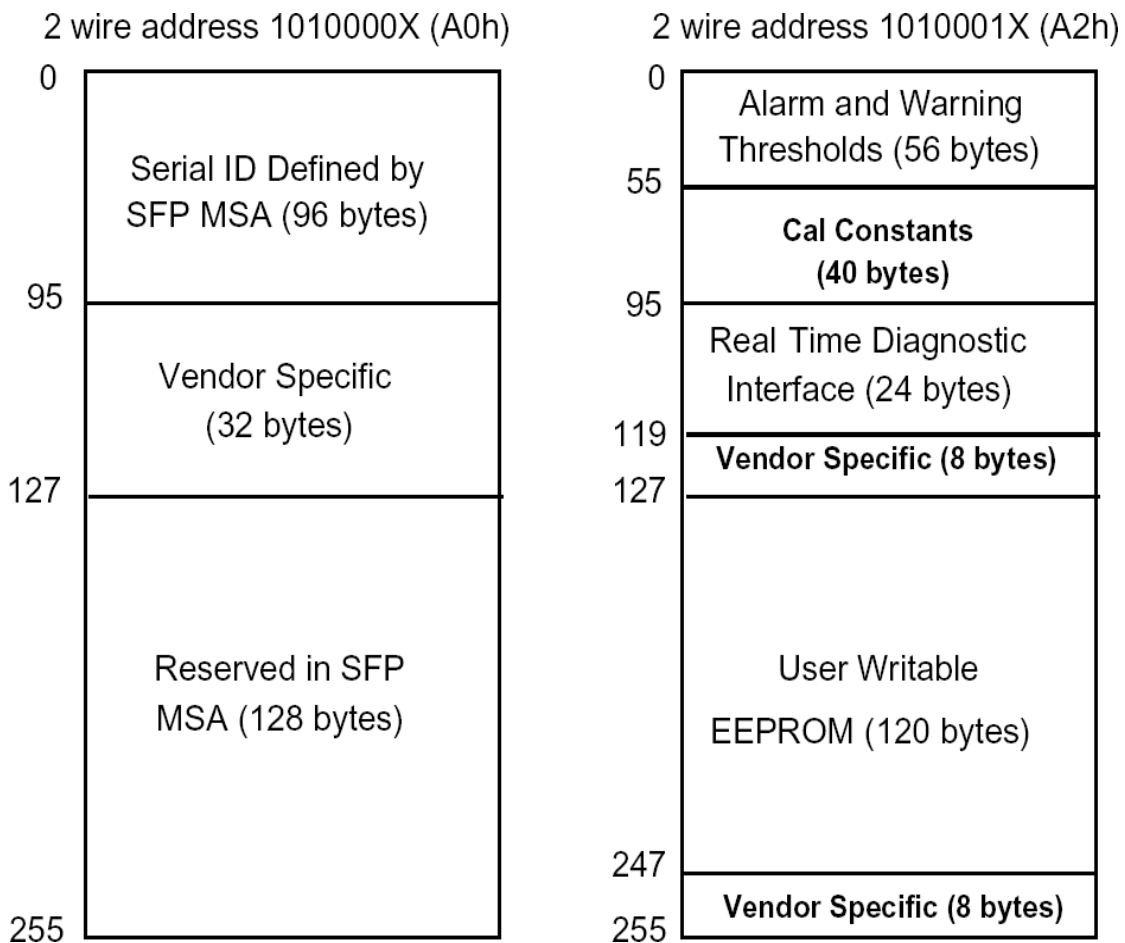 2 wire address 1010000X (A0h)
0
Serial ID Defined by
SFP MSA (96 bytes)
95
Vendor Specific
(32 bytes)
127
Reserved in SFP
MSA (128 bytes)
255
2 wire address 1010001X (A2h)
0
Alarm and Warning
Thresholds (56 bytes)
55
Cal Constants
(40 bytes)
95
Real Time Diagnostic
Interface (24 bytes)
119
Vendor Specific (8 bytes)
127
User Writable
EEPROM (120 bytes)
247
Vendor Specific (8 bytes)
255